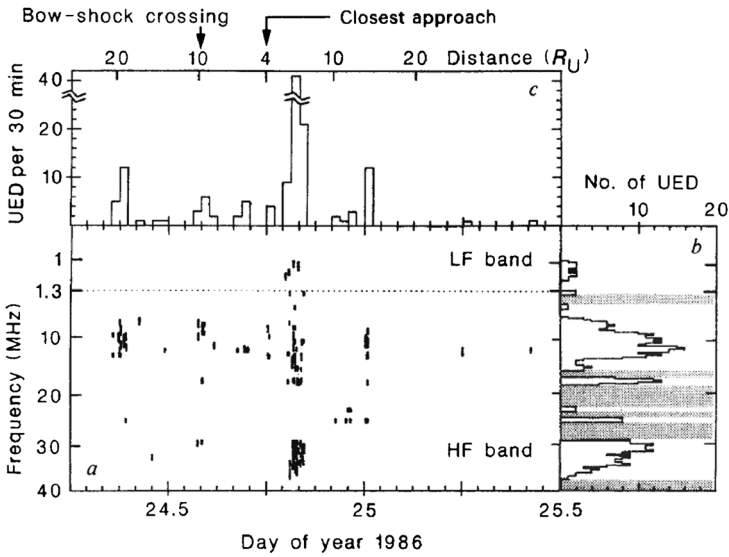 Bow-shock crossing
Closest approach
20 10 4 10 20 Distance (RU)
UED per 30 min
40
20
10
c
No. of UED
10 20
Frequency (MHz)
1
1.3
10
20
30
40
LF band
HF band
a
b
24.5 25 25.5
Day of year 1986